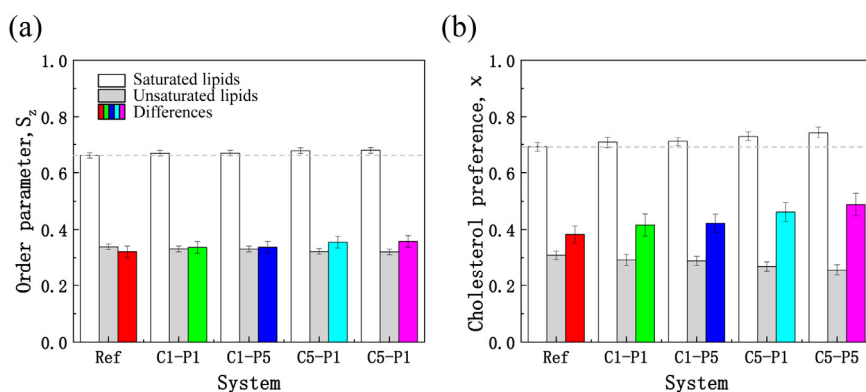 (a)
Order parameter, S_z
1.0
0.8
0.6
0.4
0.2
0.0
Saturated lipids
Unsaturated lipids
Differences
Ref C1-P1 C1-P5 C5-P1 C5-P1
System
(b)
Cholesterol preference, x
1.0
0.8
0.6
0.4
0.2
0.0
Ref C1-P1 C1-P5 C5-P1 C5-P5
System